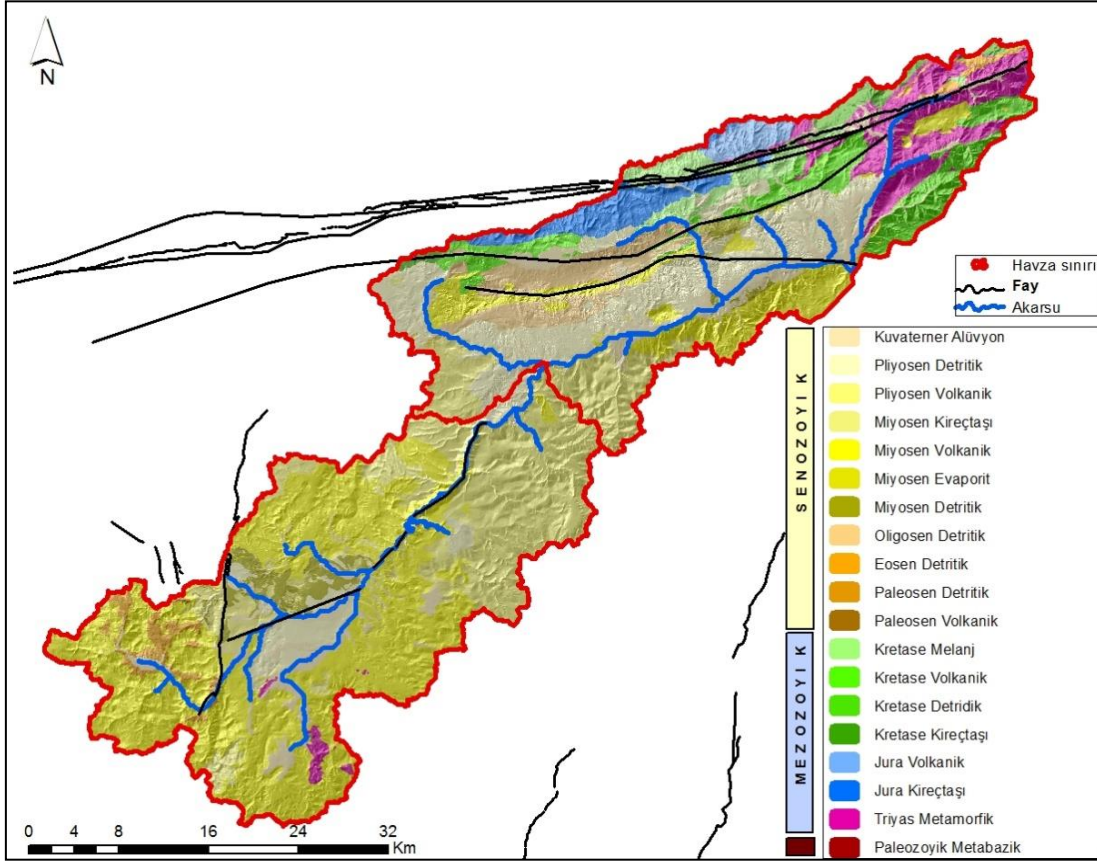 N
Havza sınırı
Fay
Akarsu
SENOZOYIK
Kuvaterner Alüvyon
Pliyosen Detritik
Pliyosen Volkanik
Miyosen Kireçtaşı
Miyosen Volkanik
Miyosen Evaporit
Miyosen Detritik
Oligosen Detritik
Eosen Detritik
Paleosen Detritik
Paleosen Volkanik
MEZOZOYIK
Kretase Melanj
Kretase Volkanik
Kretase Detridik
Kretase Kireçtaşı
Jura Volkanik
Jura Kireçtaşı
Triyas Metamorfik
Paleozoyik Metabazik
0 4 8 16 24 32
Km